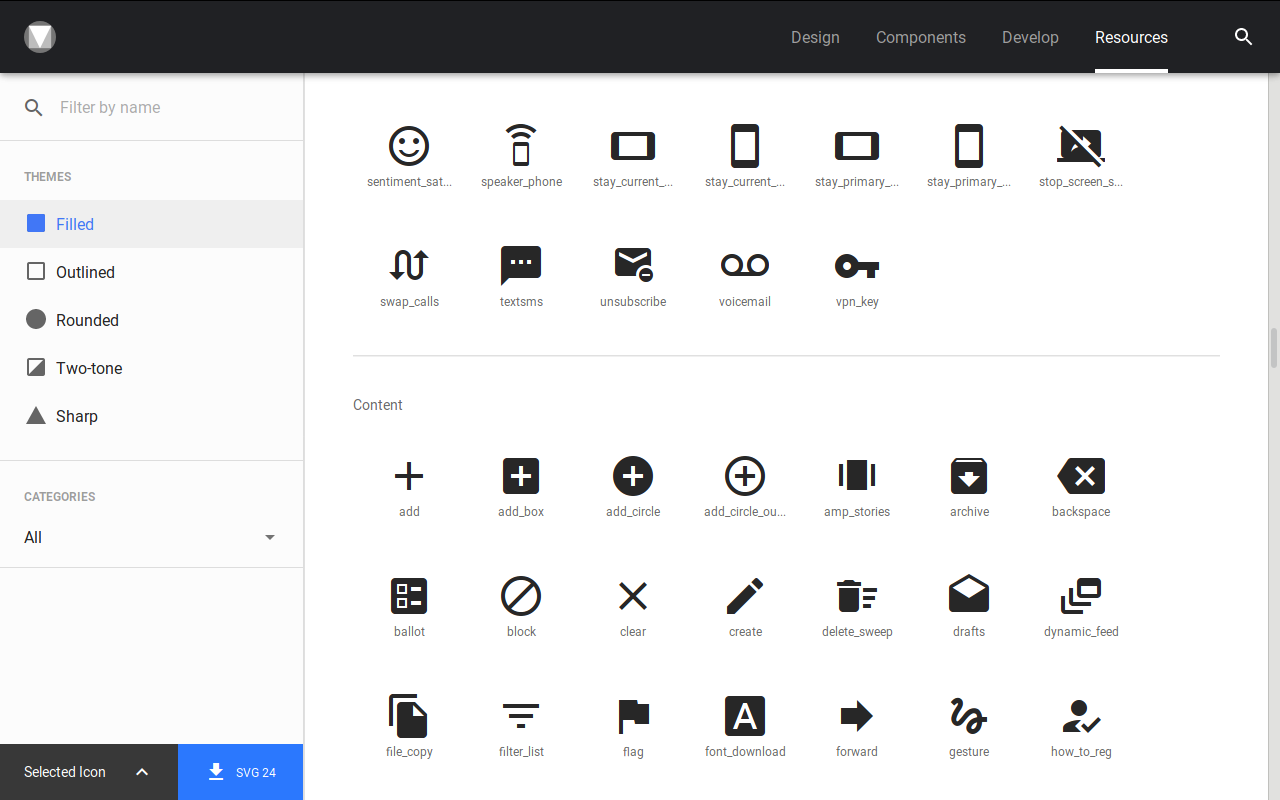 Design Components Develop Resources
Filter by name
THEMES
Filled
Outlined
Rounded
Two-tone
Sharp
CATEGORIES
All
Selected Icon
SVG 24
sentiment_sat... speaker_phone stay_current_... stay_current_... stay_primary_... stay_primary_... stop_screen_s...
swap_calls textsms unsubscribe voicemail vpn_key
Content
add add_box add_circle add_circle_ou... amp_stories archive backspace
ballot block clear create delete_sweep drafts dynamic_feed
A
file_copy filter_list flag font_download forward gesture how_to_reg